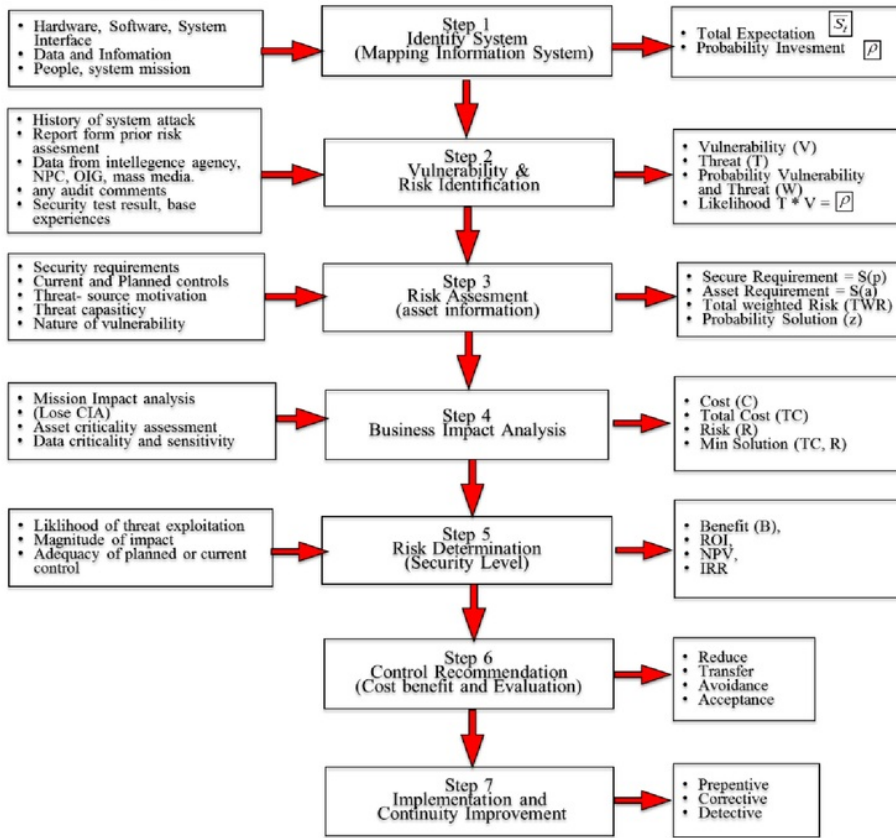 • Hardware, Software, System
Interface
• Data and Infomation
• People, system mission
Step 1
Identify System
(Mapping Information System)
• Total Expectation S̅ₜ
• Probability Invesment ρ
• History of system attack
• Report form prior risk
assesment
• Data from intellegence agency,
NPC, OIG, mass media.
• any audit comments
• Security test result, base
experiences
Step 2
Vulnerability &
Risk Identification
• Vulnerability (V)
• Threat (T)
• Probability Vulnerability
and Threat (W)
• Likelihood T * V = ρ
• Security requirements
• Current and Planned controls
• Threat- source motivation
• Threat capasiticy
• Nature of vulnerability
Step 3
Risk Assesment
(asset information)
• Secure Requirement = S(p)
• Asset Requirement = S(a)
• Total weighted Risk (TWR)
• Probability Solution (z)
• Mission Impact analysis
• (Lose CIA)
• Asset criticality assessment
• Data criticality and sensitivity
Step 4
Business Impact Analysis
• Cost (C)
• Total Cost (TC)
• Risk (R)
• Min Solution (TC, R)
• Liklihood of threat exploitation
• Magnitude of impact
• Adequacy of planned or current
control
Step 5
Risk Determination
(Security Level)
• Benefit (B),
• ROI,
• NPV,
• IRR
Step 6
Control Recommendation
(Cost benefit and Evaluation)
• Reduce
• Transfer
• Avoidance
• Acceptance
Step 7
Implementation and
Continuity Improvement
• Prepentive
• Corrective
• Detective